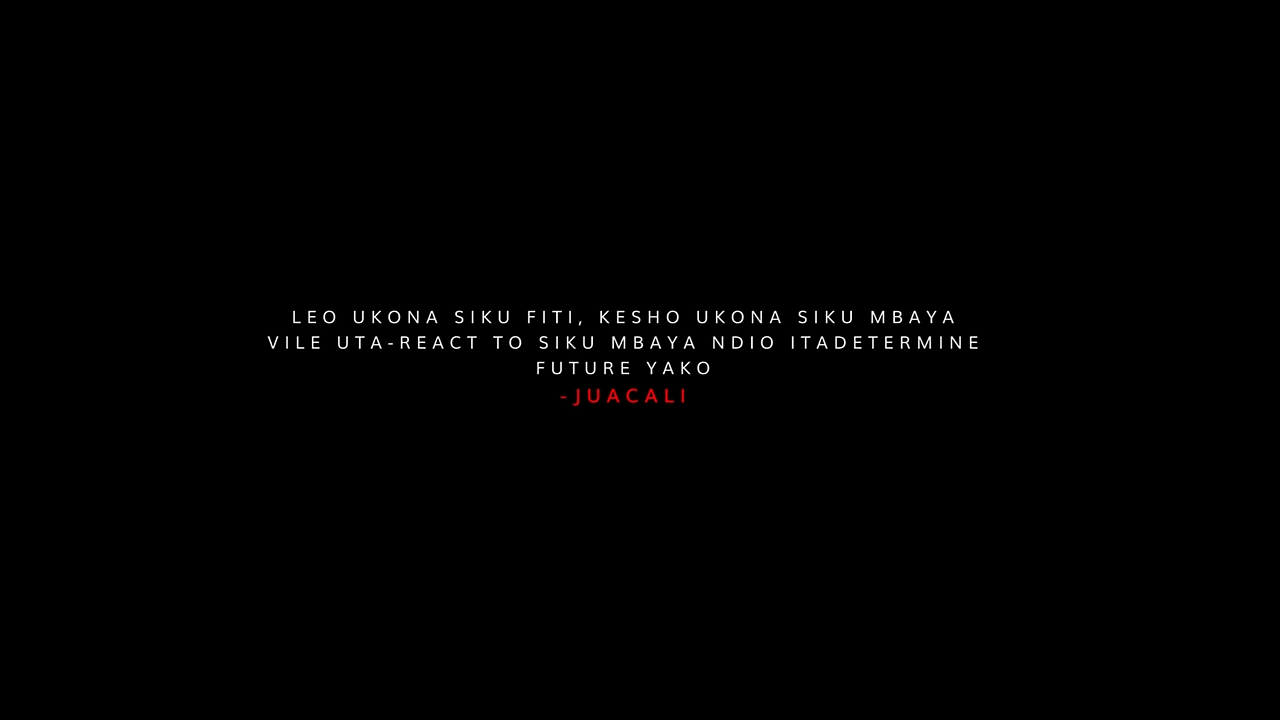 LEO UKONA SIKU FITI, KESHO UKONA SIKU MBAYA
VILE UTA-REACT TO SIKU MBAYA NDIO ITADETERMINE
FUTURE YAKO
-JUACALI